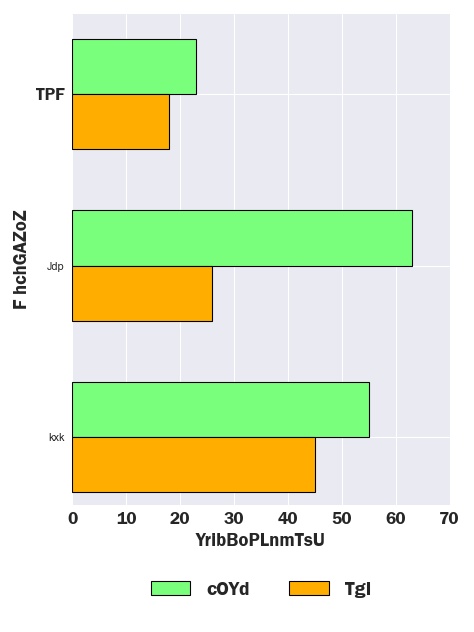 TPF
Jdp
kxk
F hchGAZoZ
0 10 20 30 40 50 60 70
YrlbBoPLnmTsU
cOYd TgI